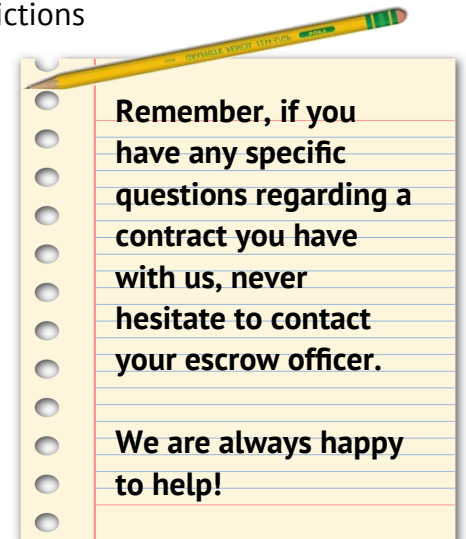 ictions
Remember, if you
have any specific
questions regarding a
contract you have
with us, never
hesitate to contact
your escrow officer.
We are always happy
to help!